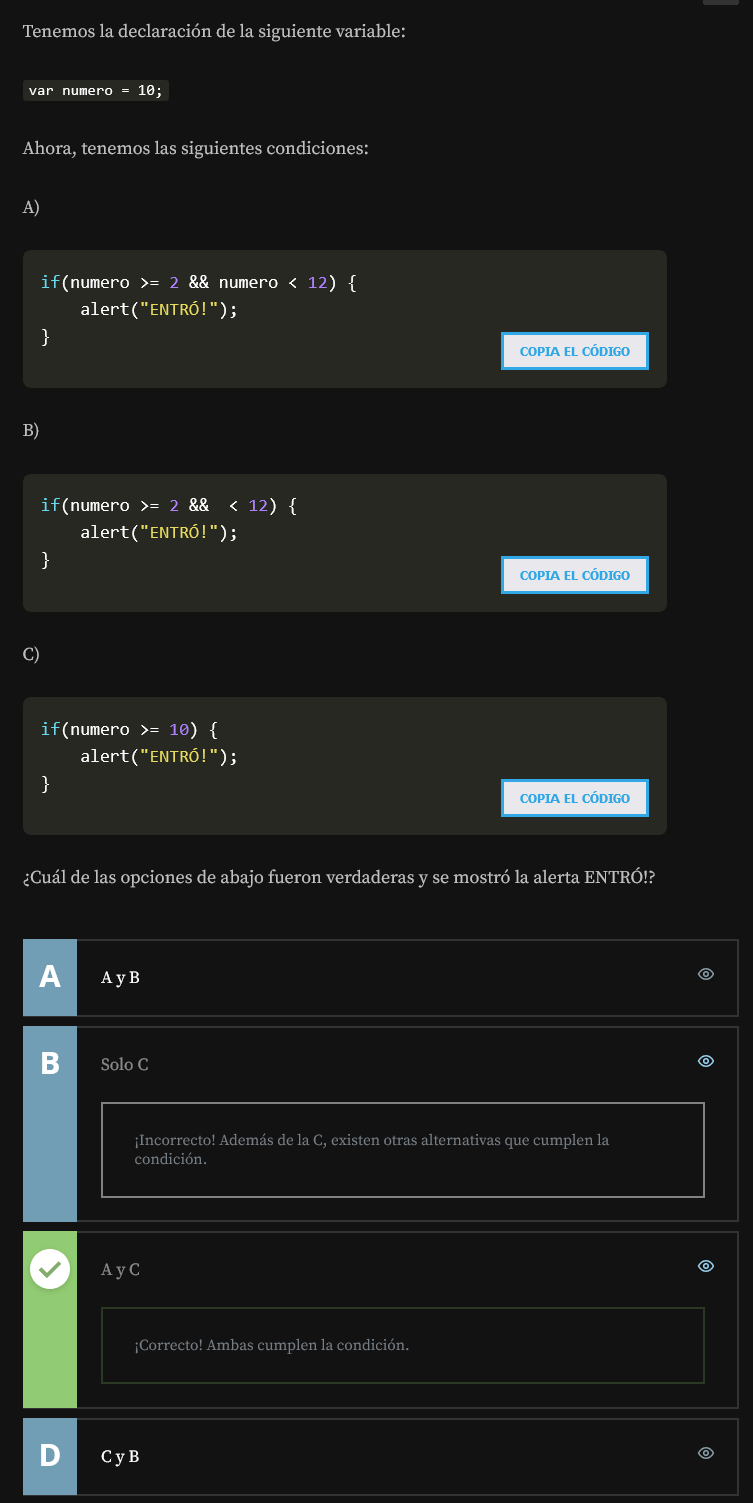 Tenemos la declaración de la siguiente variable:
var numero = 10;
Ahora, tenemos las siguientes condiciones:
A)
if(numero >= 2 && numero < 12) {
    alert("ENTRÓ!");
}
COPIA EL CÓDIGO
B)
if(numero >= 2 &&  < 12) {
    alert("ENTRÓ!");
}
COPIA EL CÓDIGO
C)
if(numero >= 10) {
    alert("ENTRÓ!");
}
COPIA EL CÓDIGO
¿Cuál de las opciones de abajo fueron verdaderas y se mostró la alerta ENTRÓ!?
A A y B
B Solo C
¡Incorrecto! Además de la C, existen otras alternativas que cumplen la
condición.
A y C
¡Correcto! Ambas cumplen la condición.
D C y B